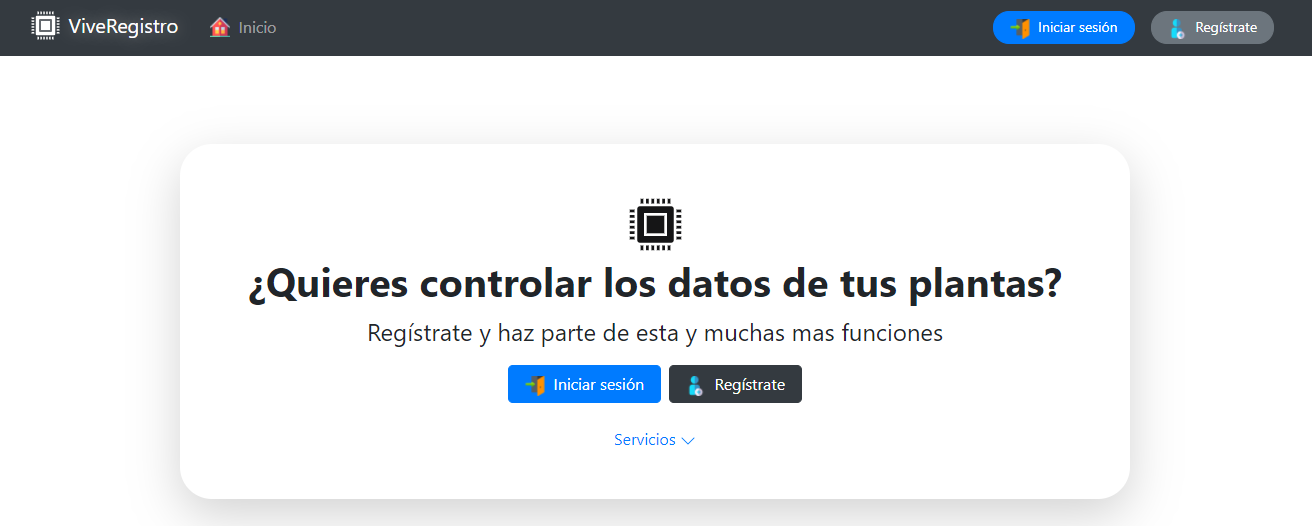 ViveRegistro
Inicio
Iniciar sesión
Regístrate
¿Quieres controlar los datos de tus plantas?
Regístrate y haz parte de esta y muchas mas funciones
Iniciar sesión
Regístrate
Servicios